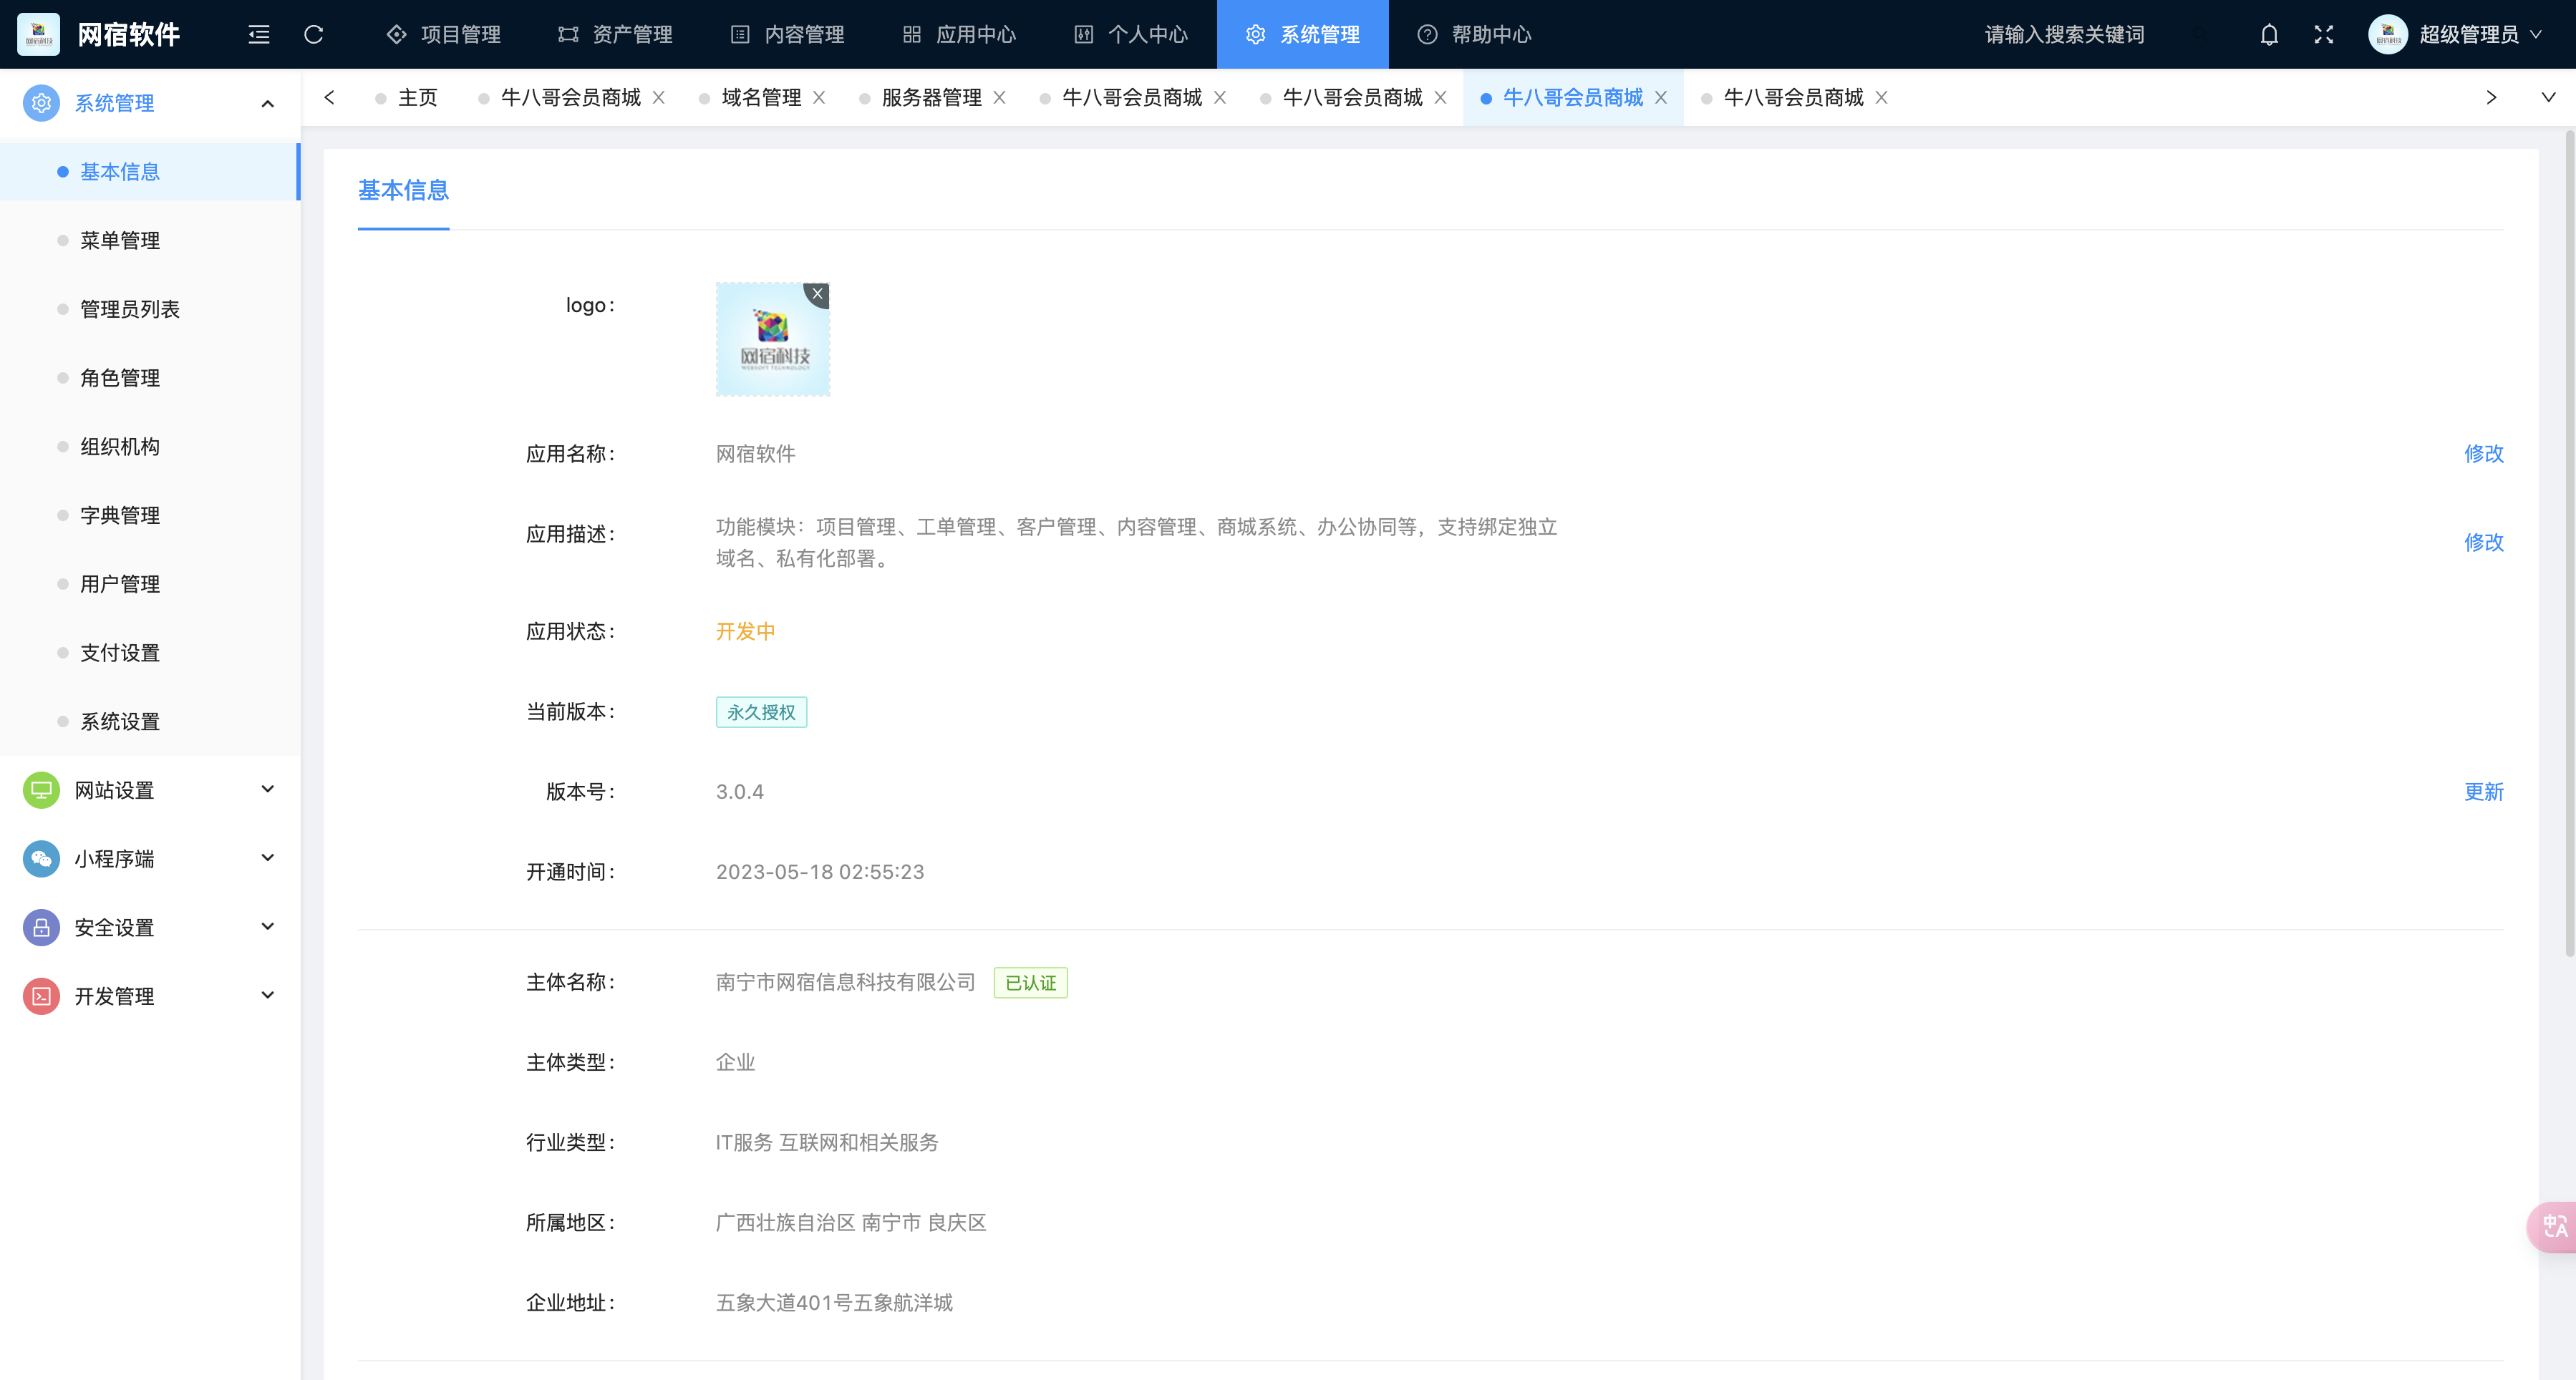 网宿软件
项目管理
资产管理
内容管理
应用中心
个人中心
系统管理
帮助中心
请输入搜索关键词
超级管理员
系统管理
基本信息
菜单管理
管理员列表
角色管理
组织机构
字典管理
用户管理
支付设置
系统设置
网站设置
小程序端
安全设置
开发管理
主页
牛八哥会员商城
域名管理
服务器管理
牛八哥会员商城
牛八哥会员商城
牛八哥会员商城
牛八哥会员商城
基本信息
logo:
网宿科技
WEBSOFT TECHNOLOGY
应用名称: 网宿软件 修改
应用描述: 功能模块：项目管理、工单管理、客户管理、内容管理、商城系统、办公协同等，支持绑定独立
域名、私有化部署。 修改
应用状态: 开发中
当前版本: 永久授权
版本号: 3.0.4 更新
开通时间: 2023-05-18 02:55:23
主体名称: 南宁市网宿信息科技有限公司 已认证
主体类型: 企业
行业类型: IT服务 互联网和相关服务
所属地区: 广西壮族自治区 南宁市 良庆区
企业地址: 五象大道401号五象航洋城
中A